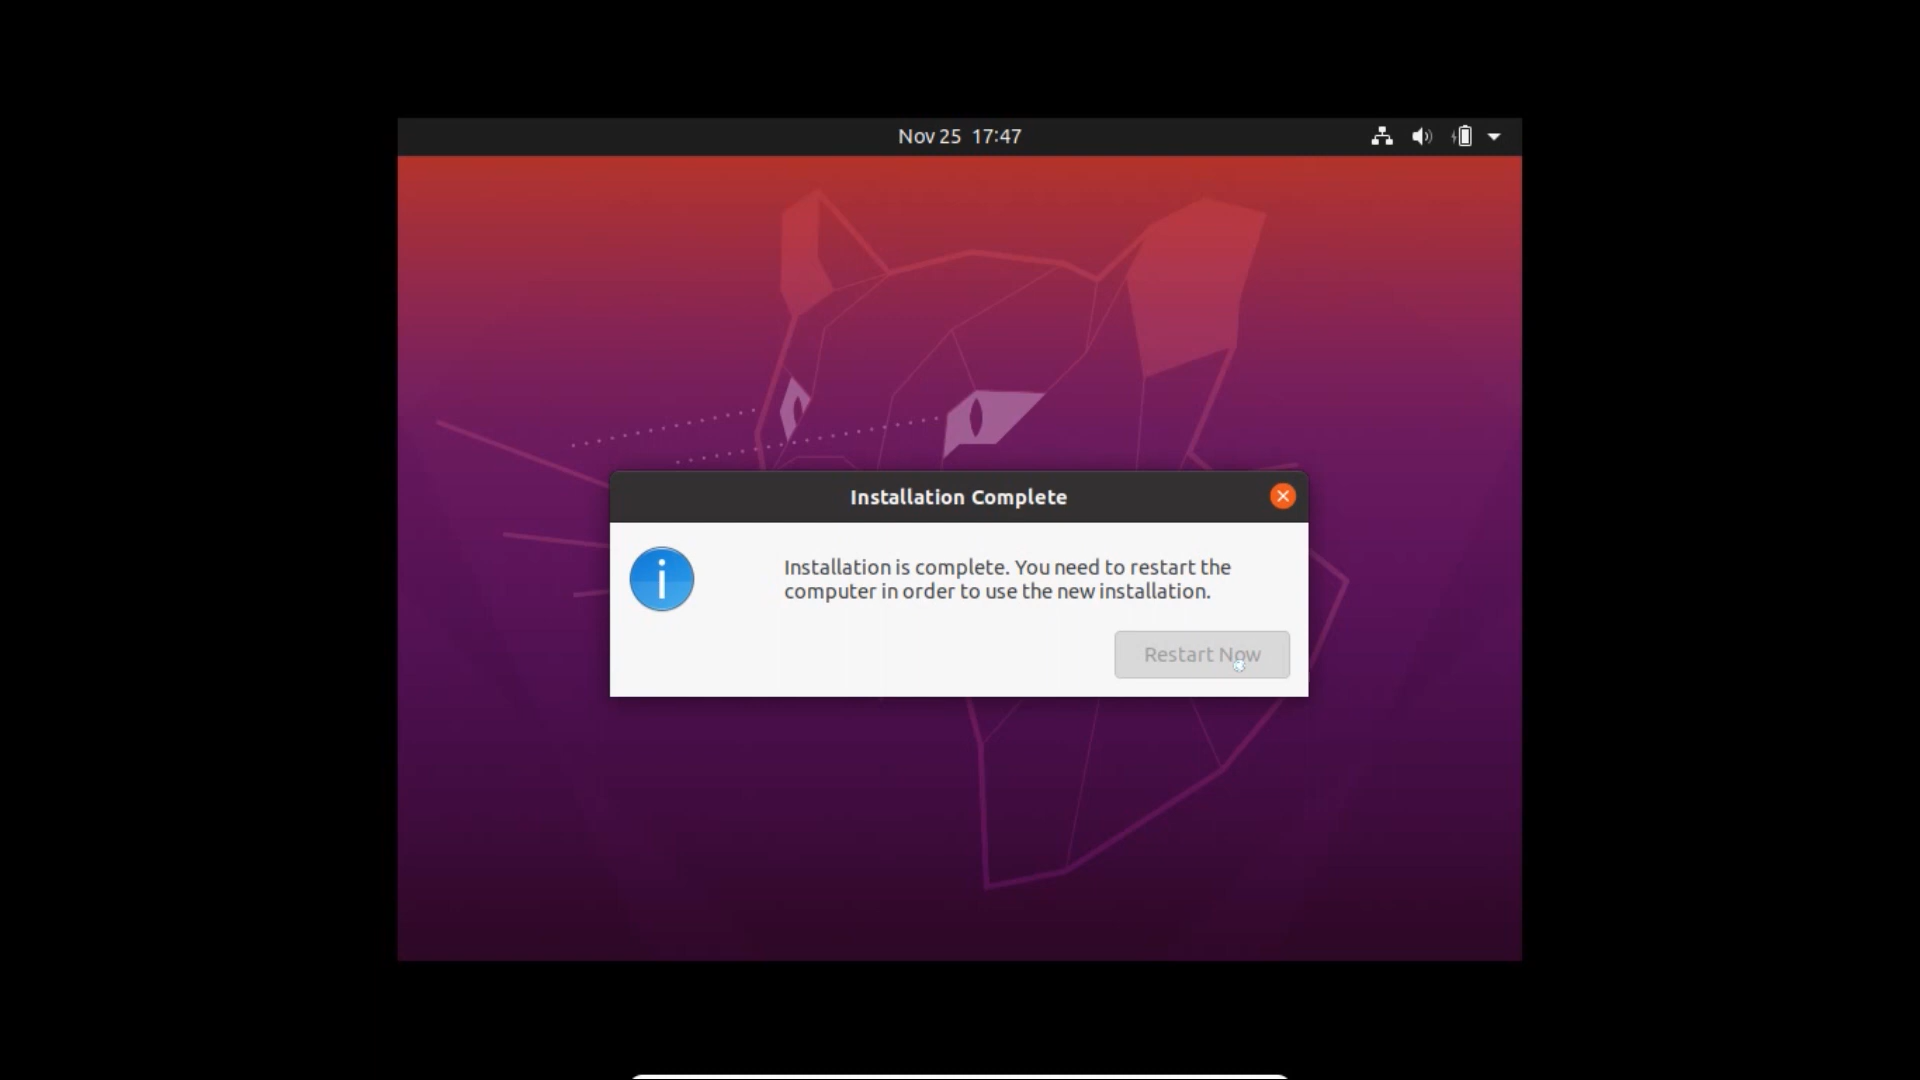 Nov 25  17:47
Installation Complete
Installation is complete. You need to restart the
computer in order to use the new installation.
Restart Now